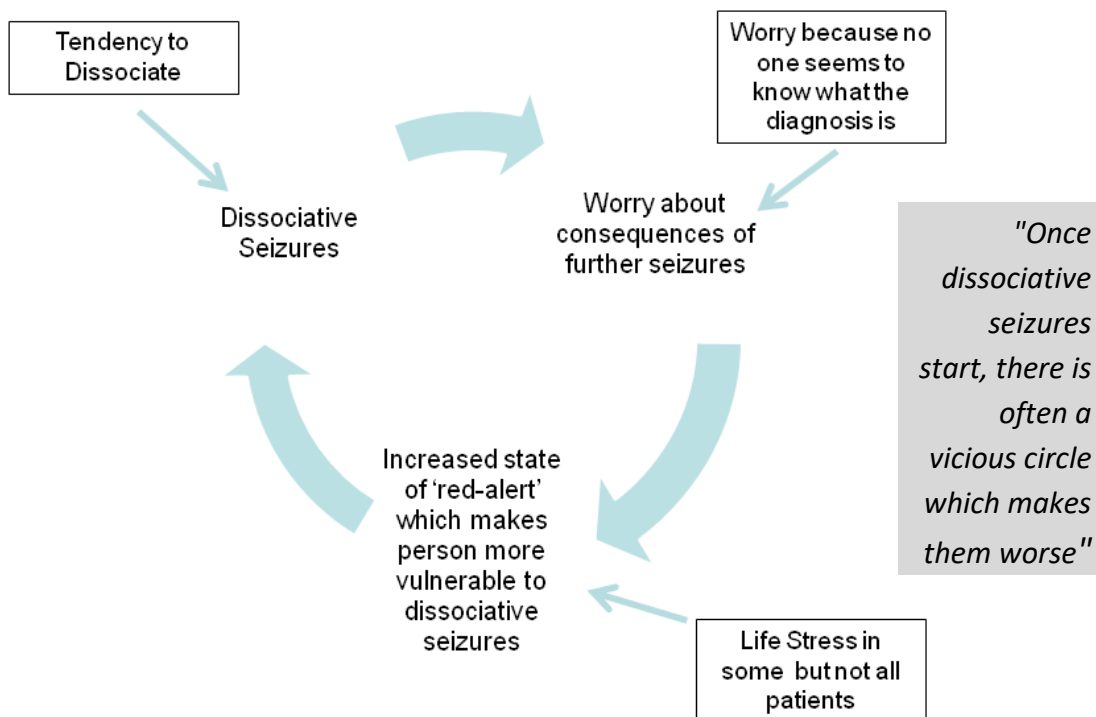 Tendency to
Dissociate
Worry because no
one seems to
know what the
diagnosis is
Dissociative
Seizures
Worry about
consequences of
further seizures
"Once
dissociative
seizures
start, there is
often a
vicious circle
which makes
them worse"
Increased state
of ‘red-alert’
which makes
person more
vulnerable to
dissociative
seizures
Life Stress in
some but not all
patients